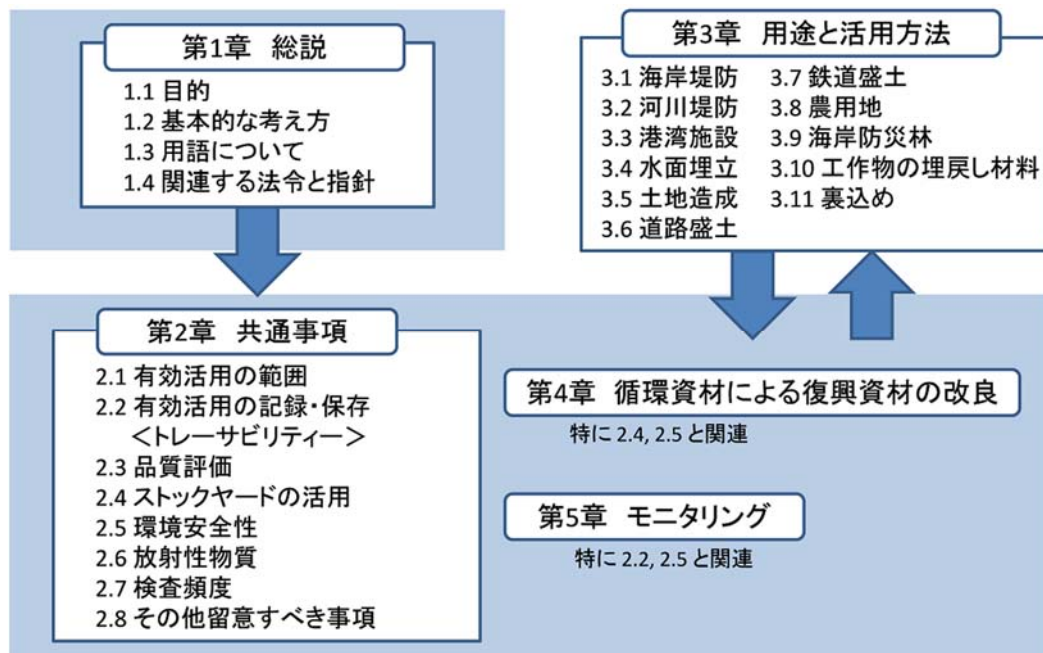 第1章 総説
1.1 目的
1.2 基本的な考え方
1.3 用語について
1.4 関連する法令と指針
第2章 共通事項
2.1 有効活用の範囲
2.2 有効活用の記録・保存
＜トレーサビリティー＞
2.3 品質評価
2.4 ストックヤードの活用
2.5 環境安全性
2.6 放射性物質
2.7 検査頻度
2.8 その他留意すべき事項
第3章 用途と活用方法
3.1 海岸堤防
3.2 河川堤防
3.3 港湾施設
3.4 水面埋立
3.5 土地造成
3.6 道路盛土
3.7 鉄道盛土
3.8 農用地
3.9 海岸防災林
3.10 工作物の埋戻し材料
3.11 裏込め
第4章 循環資材による復興資材の改良
特に 2.4, 2.5 と関連
第5章 モニタリング
特に 2.2, 2.5 と関連